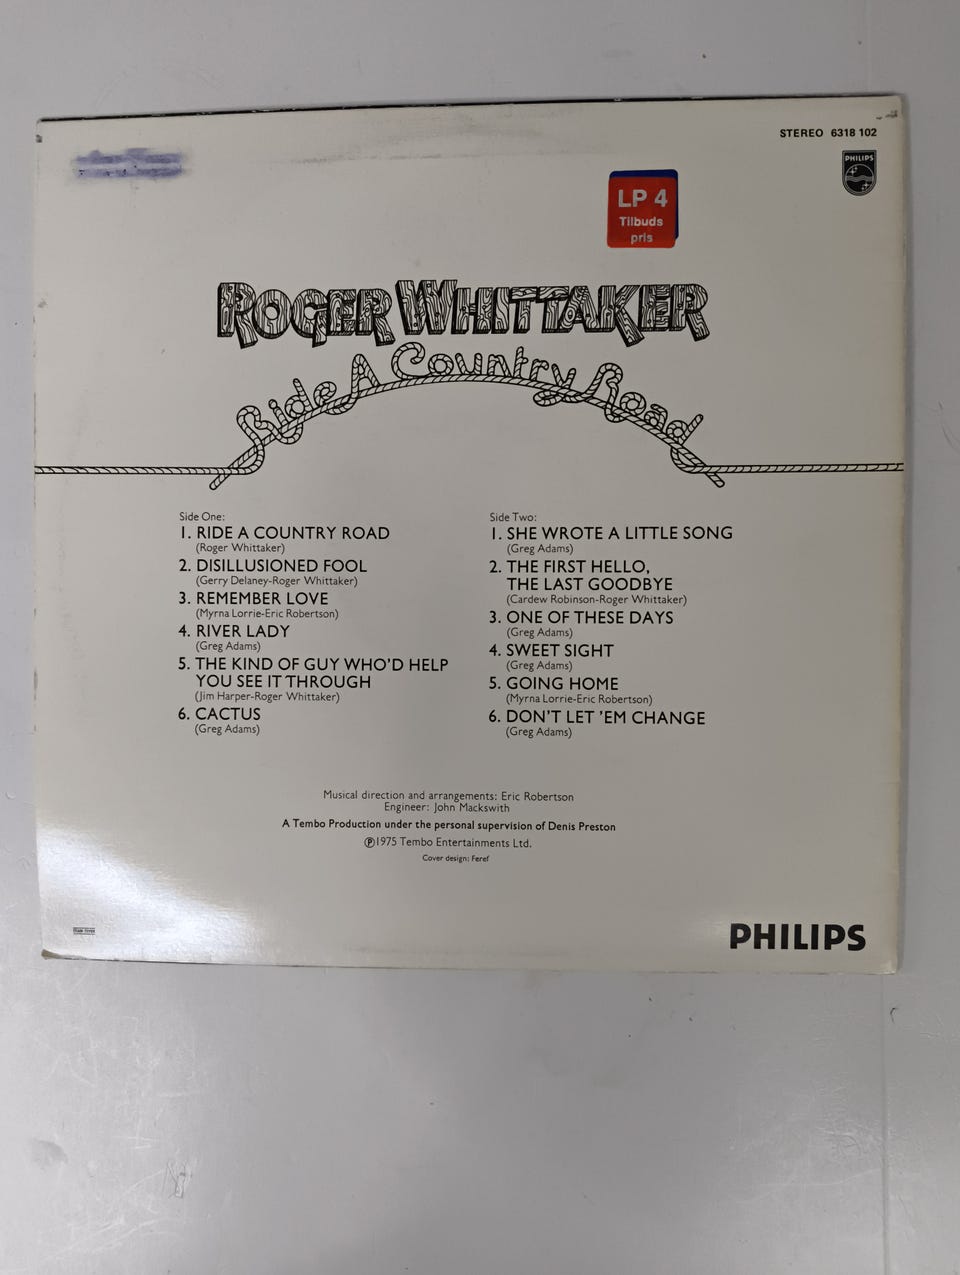 STEREO 6318 102
PHILIPS
LP 4
Tilbuds
pris
ROGER WHITTAKER
Ride A Country Road
Side One:
1. RIDE A COUNTRY ROAD
(Roger Whittaker)
2. DISILLUSIONED FOOL
(Gerry Delaney-Roger Whittaker)
3. REMEMBER LOVE
(Myrna Lorrie-Eric Robertson)
4. RIVER LADY
(Greg Adams)
5. THE KIND OF GUY WHO'D HELP
YOU SEE IT THROUGH
(Jim Harper-Roger Whittaker)
6. CACTUS
(Greg Adams)
Side Two:
1. SHE WROTE A LITTLE SONG
(Greg Adams)
2. THE FIRST HELLO,
THE LAST GOODBYE
(Cardew Robinson-Roger Whittaker)
3. ONE OF THESE DAYS
(Greg Adams)
4. SWEET SIGHT
(Greg Adams)
5. GOING HOME
(Myrna Lorrie-Eric Robertson)
6. DON'T LET 'EM CHANGE
(Greg Adams)
Musical direction and arrangements: Eric Robertson
Engineer: John Mackswith
A Tembo Production under the personal supervision of Denis Preston
℗1975 Tembo Entertainments Ltd.
Cover design: Feref
PHILIPS